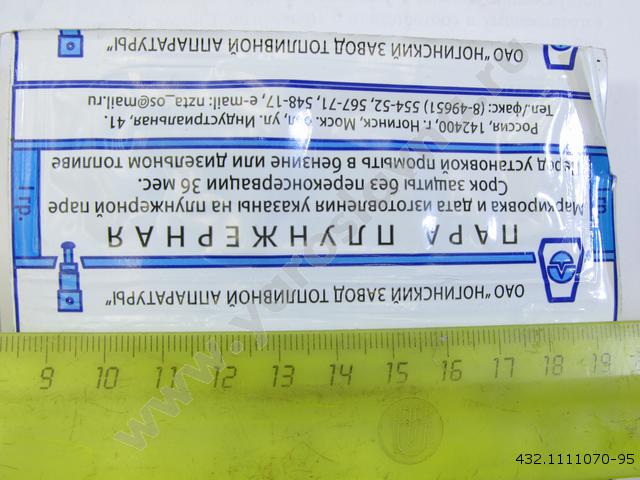 ОАО "НОГИНСКИЙ ЗАВОД ТОПЛИВНОЙ АППАРАТУРЫ"
ПАРА ПЛУНЖЕРНАЯ
Маркировка и дата изготовления указаны на плунжерной паре
Срок защиты без переконсервации 36 мес.
Перед установкой промыть в бензине или дизельном топливе
1гр.
гр.
Россия, 142400, г. Ногинск, Моск. обл, ул. Индустриальная, 41.
Тел./факс: (8-49651) 554-52, 567-71, 548-17, e-mail: nzta_os@mail.ru
ОАО "НОГИНСКИЙ ЗАВОД ТОПЛИВНОЙ АППАРАТУРЫ"
9 10 11 12 13 14 15 16 17 18 19
432.1111070-95